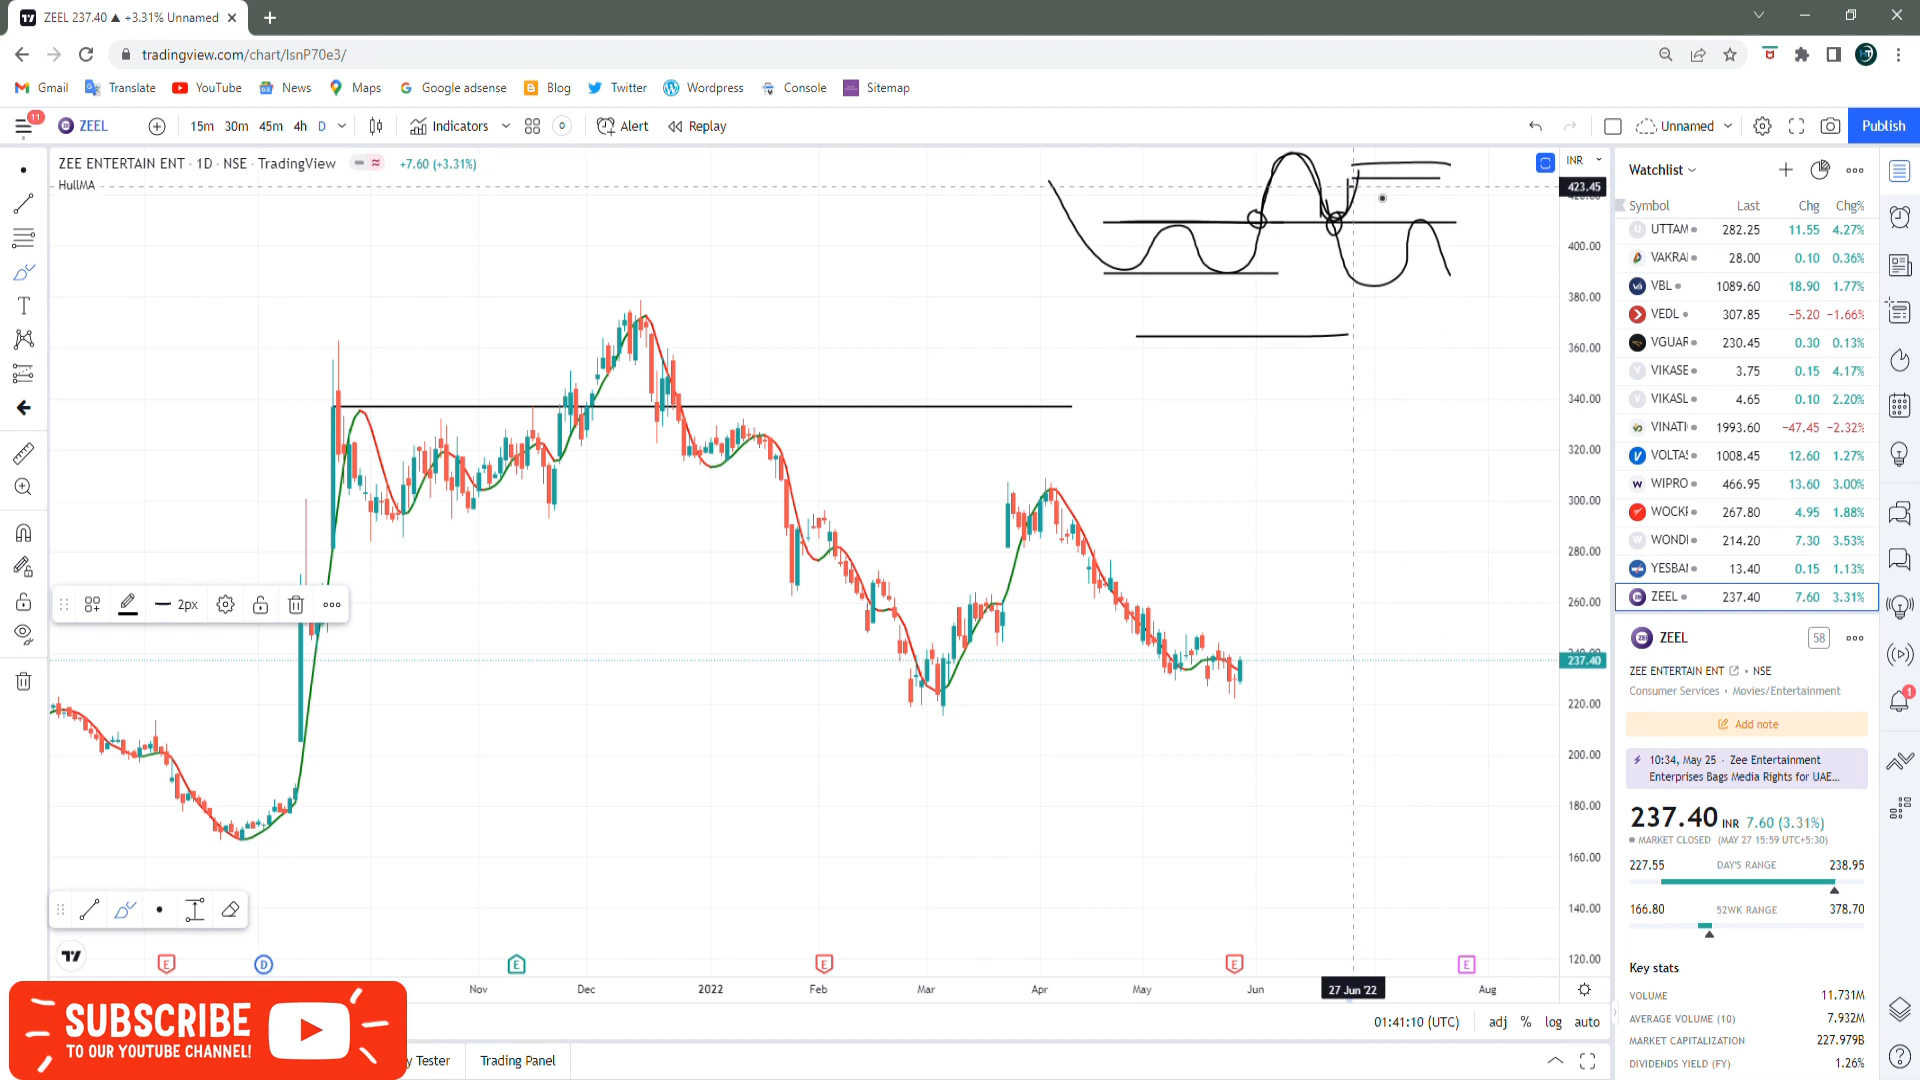 ZEEL 237.40 ▲ +3.31% Unnamed
tradingview.com/chart/lsnP70e3/
Gmail Translate YouTube News Maps Google adsense Blog Twitter Wordpress Console Sitemap
11
ZEEL 15m 30m 45m 4h D Indicators Alert Replay Unnamed Publish
ZEE ENTERTAIN ENT · 1D · NSE · TradingView +7.60 (+3.31%)
HullMA
INR
423.45
400.00
380.00
360.00
340.00
320.00
300.00
280.00
260.00
237.40
220.00
200.00
180.00
160.00
140.00
120.00
2px
E D E E E E
Nov Dec 2022 Feb Mar Apr May Jun 27 Jun '22 Aug
01:41:10 (UTC) adj % log auto
y Tester Trading Panel
SUBSCRIBE
TO OUR YOUTUBE CHANNEL!
Watchlist
Symbol Last Chg Chg%
UTTAM 282.25 11.55 4.27%
VAKRAI 28.00 0.10 0.36%
VBL 1089.60 18.90 1.77%
VEDL 307.85 −5.20 −1.66%
VGUAR 230.45 0.30 0.13%
VIKASE 3.75 0.15 4.17%
VIKASL 4.65 0.10 2.20%
VINATI 1993.60 −47.45 −2.32%
VOLTAS 1008.45 12.60 1.27%
WIPRO 466.95 13.60 3.00%
WOCKF 267.80 4.95 1.88%
WONDI 214.20 7.30 3.53%
YESBAN 13.40 0.15 1.13%
ZEEL 237.40 7.60 3.31%
ZEEL 58
ZEE ENTERTAIN ENT • NSE
Consumer Services • Movies/Entertainment
Add note
10:34, May 25 · Zee Entertainment
Enterprises Bags Media Rights for UAE...
237.40 INR 7.60 (3.31%)
MARKET CLOSED (MAY 27 15:59 UTC+5:30)
227.55 DAY'S RANGE 238.95
166.80 52WK RANGE 378.70
Key stats
VOLUME 11.731M
AVERAGE VOLUME (10) 7.932M
MARKET CAPITALIZATION 227.979B
DIVIDENDS YIELD (FY) 1.26%
1